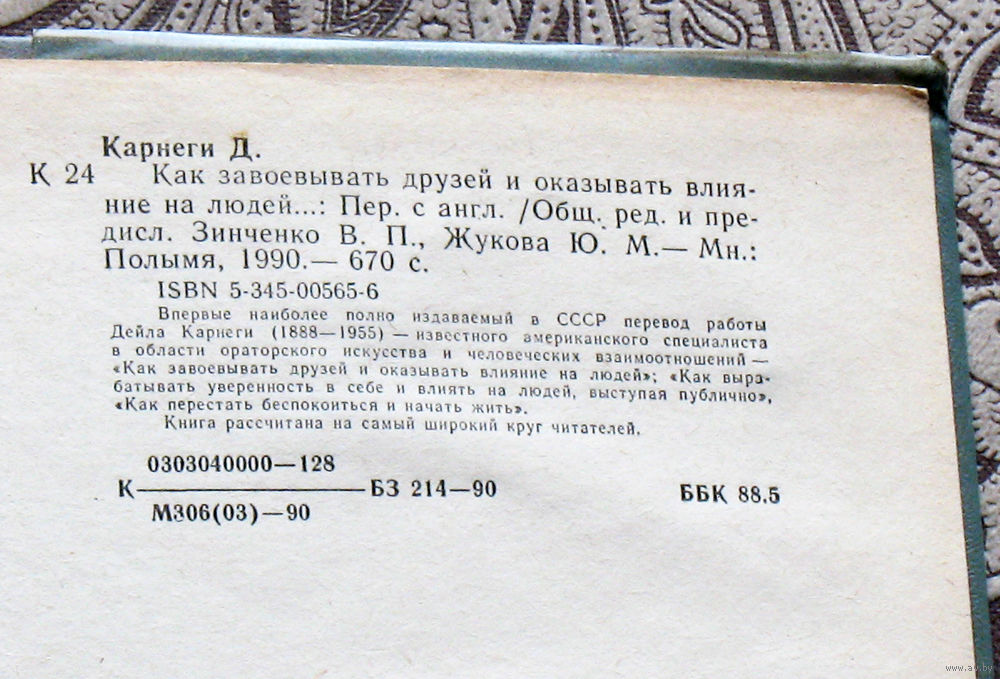 Карнеги Д.
К 24 Как завоевывать друзей и оказывать влия-
ние на людей...: Пер. с англ. /Общ. ред. и пре-
дисл. Зинченко В. П., Жукова Ю. М.— Мн.:
Полымя, 1990.— 670 с.
ISBN 5-345-00565-6
Впервые наиболее полно издаваемый в СССР перевод работы
Дейла Карнеги (1888—1955) — известного американского специалиста
в области ораторского искусства и человеческих взаимоотношений —
«Как завоевывать друзей и оказывать влияние на людей»; «Как выра-
батывать уверенность в себе и влиять на людей, выступая публично»,
«Как перестать беспокоиться и начать жить».
Книга рассчитана на самый широкий круг читателей.
0303040000—128
К————БЗ 214—90 ББК 88.5
М306(03)—90
www.ay.by